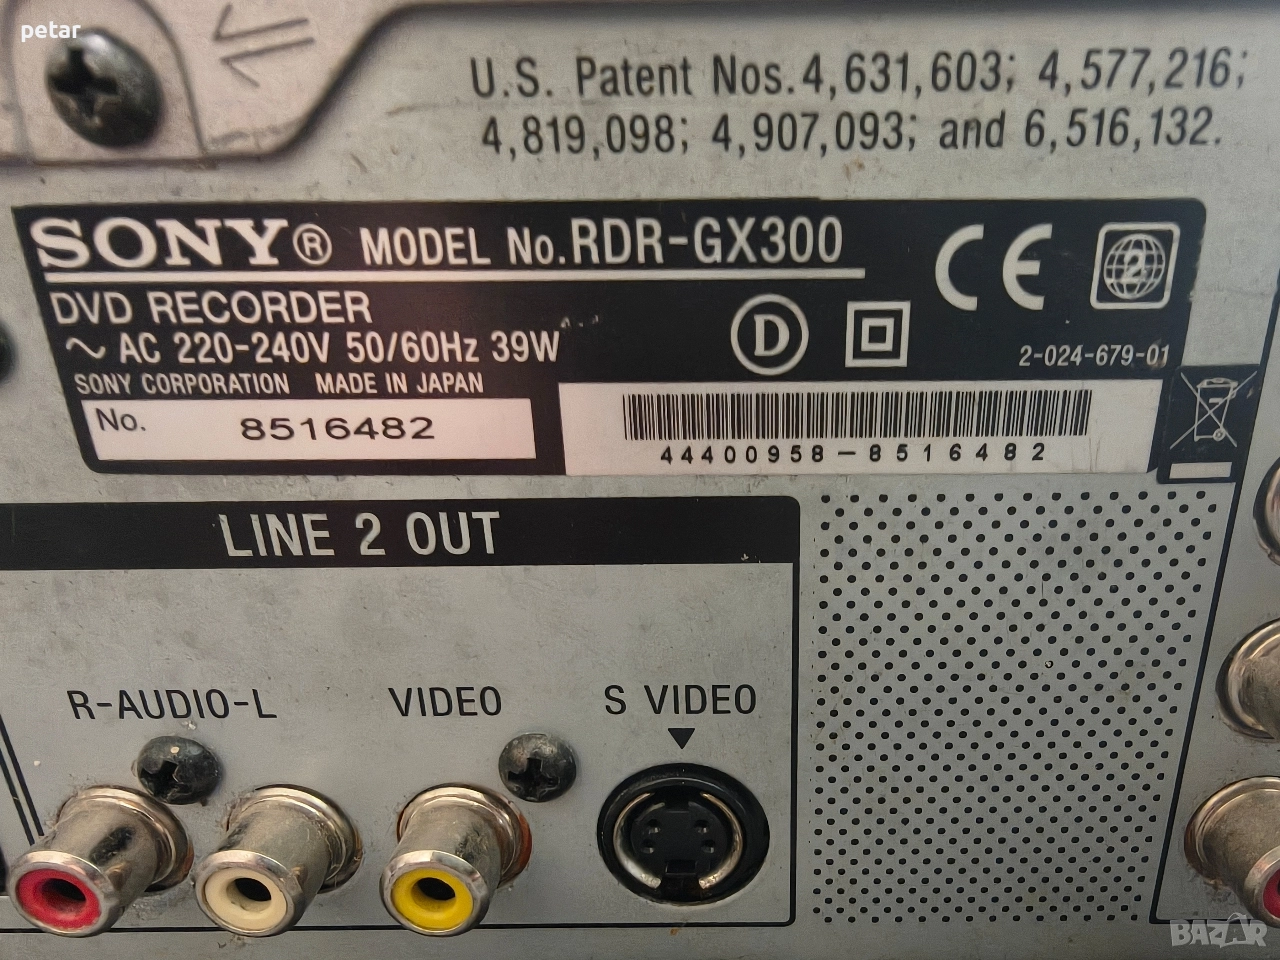 petar
U.S. Patent Nos. 4,631,603; 4,577,216;
4,819,098; 4,907,093; and 6,516,132.
SONY® MODEL No. RDR-GX300
DVD RECORDER
~ AC 220-240V 50/60Hz 39W
SONY CORPORATION MADE IN JAPAN
No. 8516482
CE
2
D
2-024-679-01
44400958-8516482
LINE 2 OUT
R-AUDIO-L VIDEO S VIDEO
BAZAR